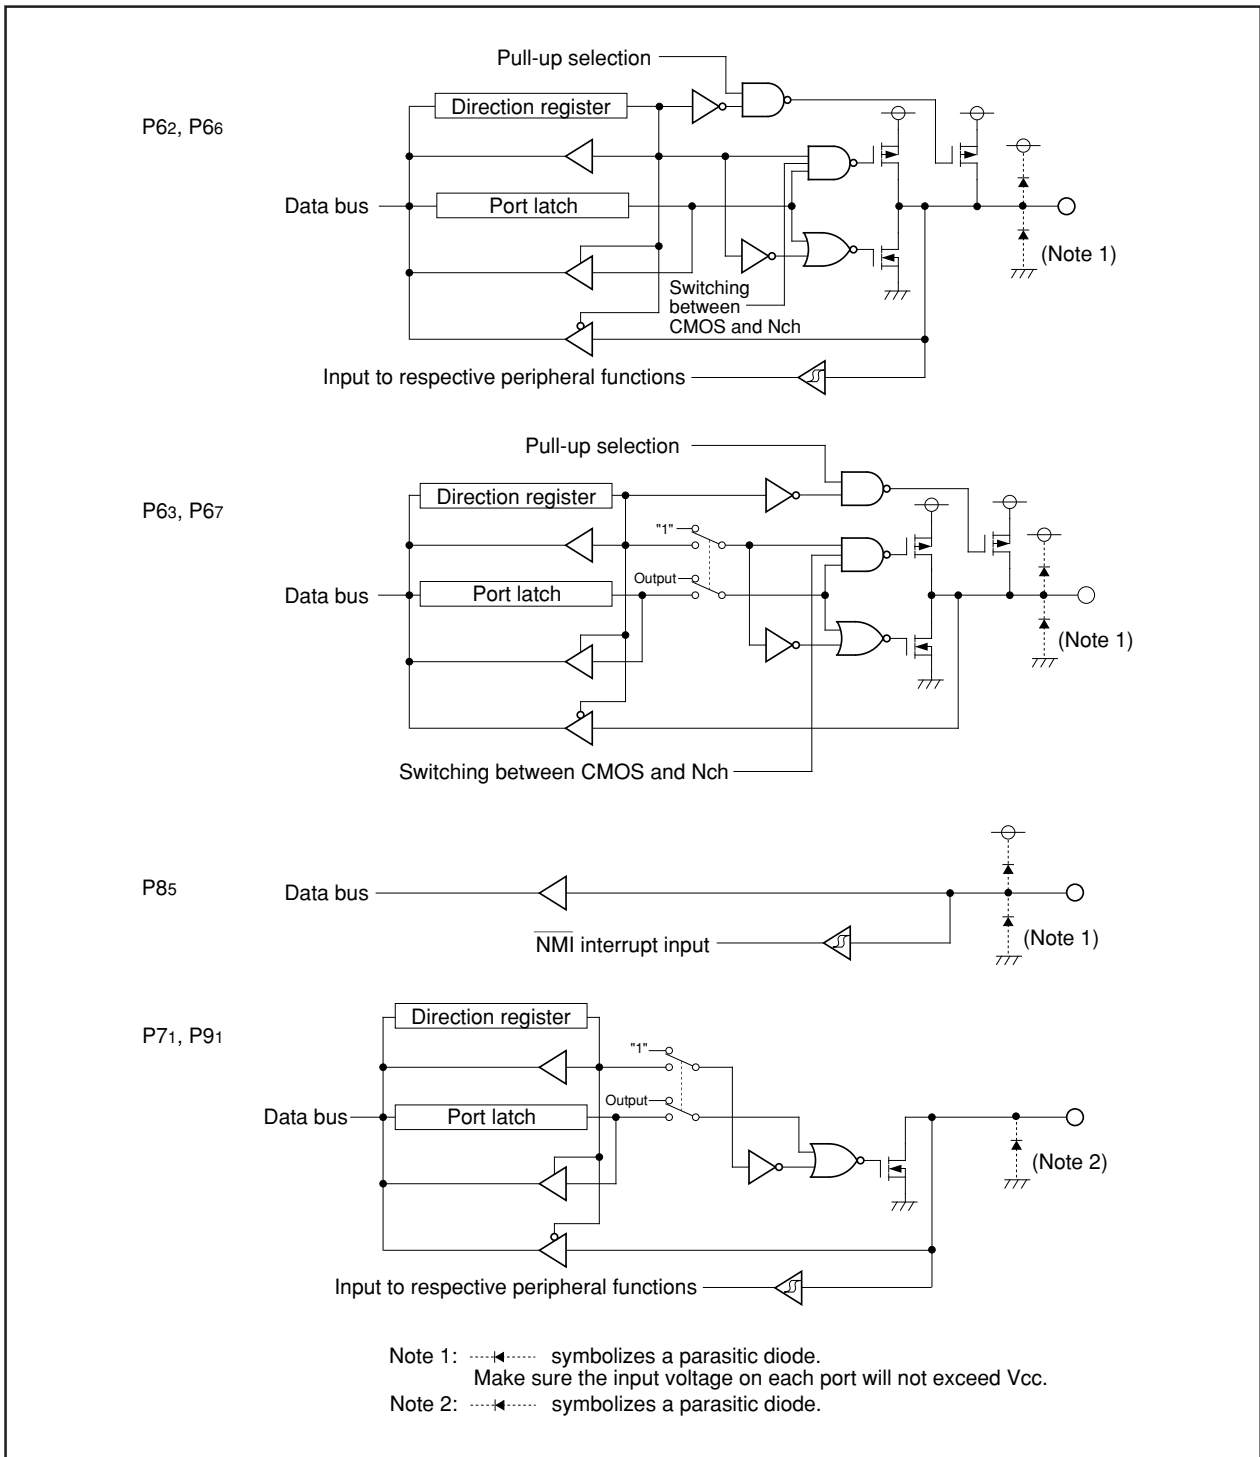 Pull-up selection
P62, P66
Direction register
Data bus
Port latch
(Note 1)
Switching
between
CMOS and Nch
Input to respective peripheral functions
Pull-up selection
P63, P67
Direction register
"1"
Output
Data bus
Port latch
(Note 1)
Switching between CMOS and Nch
P85
Data bus
NMI interrupt input
(Note 1)
P71, P91
Direction register
"1"
Output
Data bus
Port latch
(Note 2)
Input to respective peripheral functions
Note 1: symbolizes a parasitic diode.
Make sure the input voltage on each port will not exceed Vcc.
Note 2: symbolizes a parasitic diode.